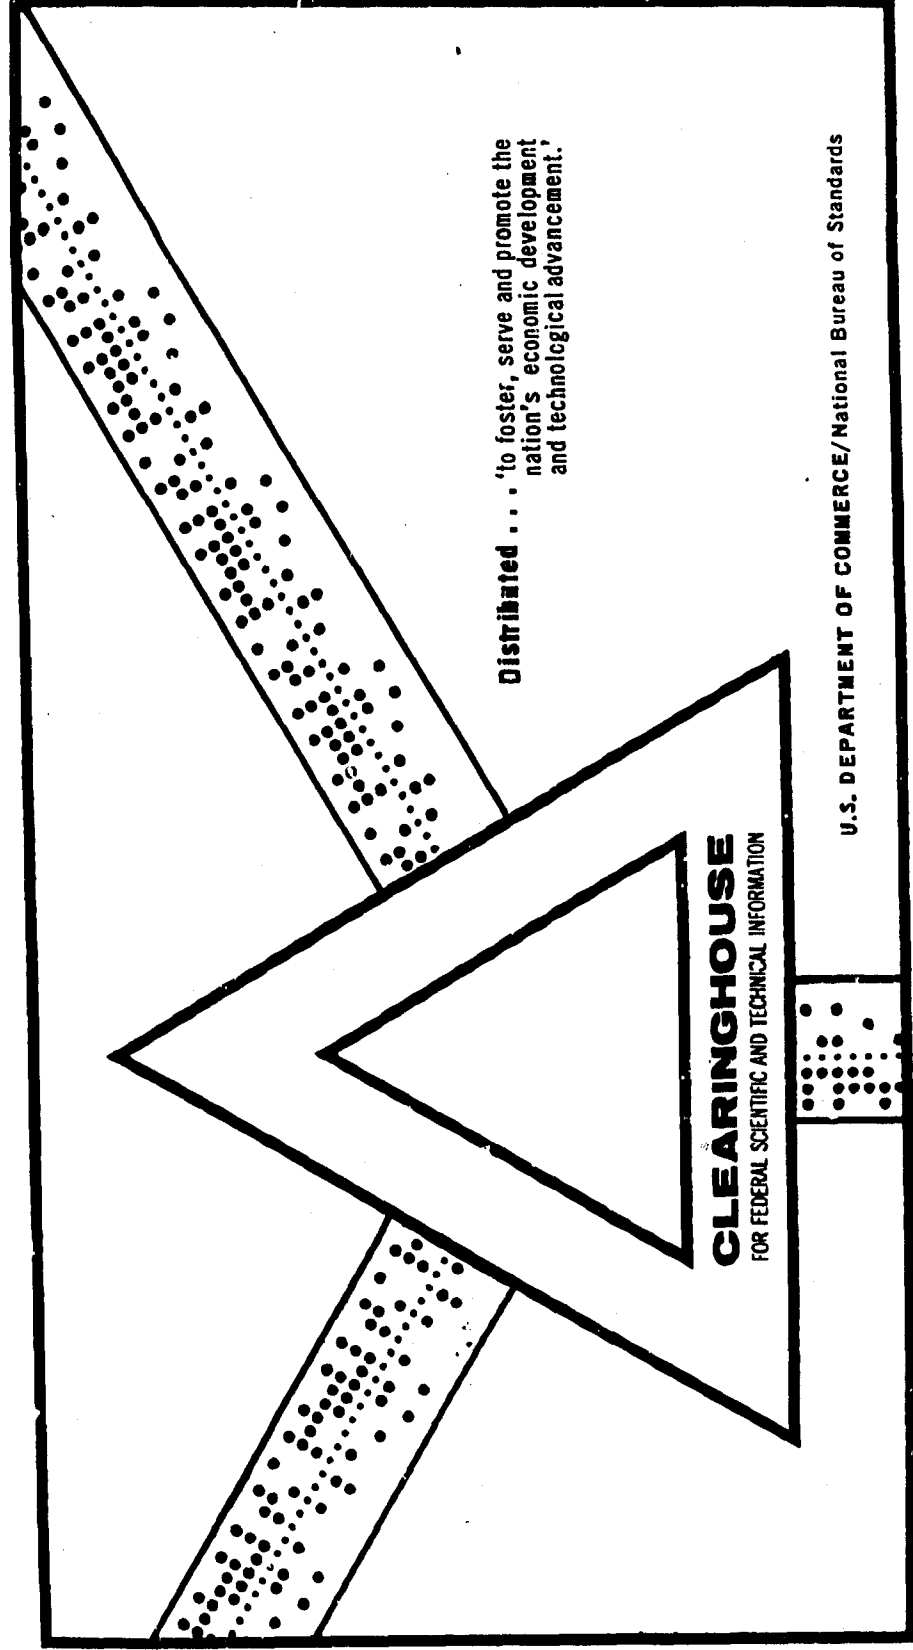 Distributed . . . 'to foster, serve and promote the
nation's economic development
and technological advancement.'
CLEARINGHOUSE
FOR FEDERAL SCIENTIFIC AND TECHNICAL INFORMATION
U.S. DEPARTMENT OF COMMERCE/National Bureau of Standards